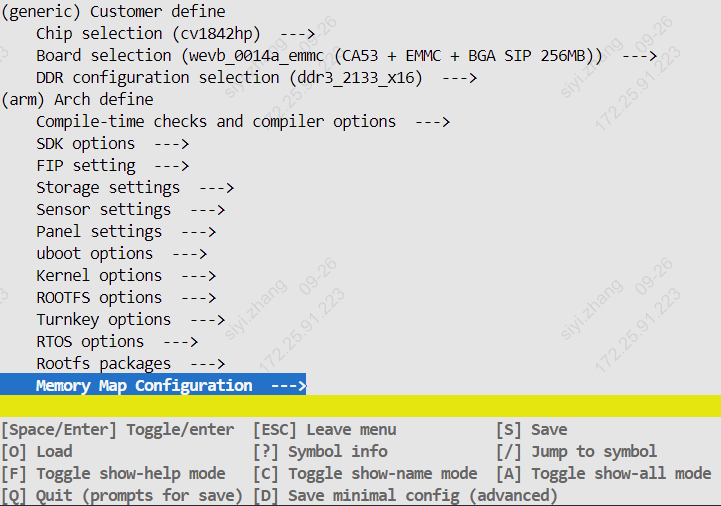 (generic) Customer define
Chip selection (cv1842hp)  --->
Board selection (wevb_0014a_emmc (CA53 + EMMC + BGA SIP 256MB))  --->
DDR configuration selection (ddr3_2133_x16)  --->
(arm) Arch define
Compile-time checks and compiler options  --->
SDK options  --->
FIP setting  --->
Storage settings  --->
Sensor settings  --->
Panel settings  --->
uboot options  --->
Kernel options  --->
ROOTFS options  --->
Turnkey options  --->
RTOS options  --->
Rootfs packages  --->
Memory Map Configuration  --->
[Space/Enter] Toggle/enter  [ESC] Leave menu  [S] Save
[O] Load  [?] Symbol info  [/] Jump to symbol
[F] Toggle show-help mode  [C] Toggle show-name mode  [A] Toggle show-all mode
[Q] Quit (prompts for save)  [D] Save minimal config (advanced)
siyi.zhang 09-26
172.25.91.223
siyi.zhang 09-26
172.25.91.223
siyi.zhang 09-26
172.25.91.223
siyi.zhang 09-26
172.25.91.223